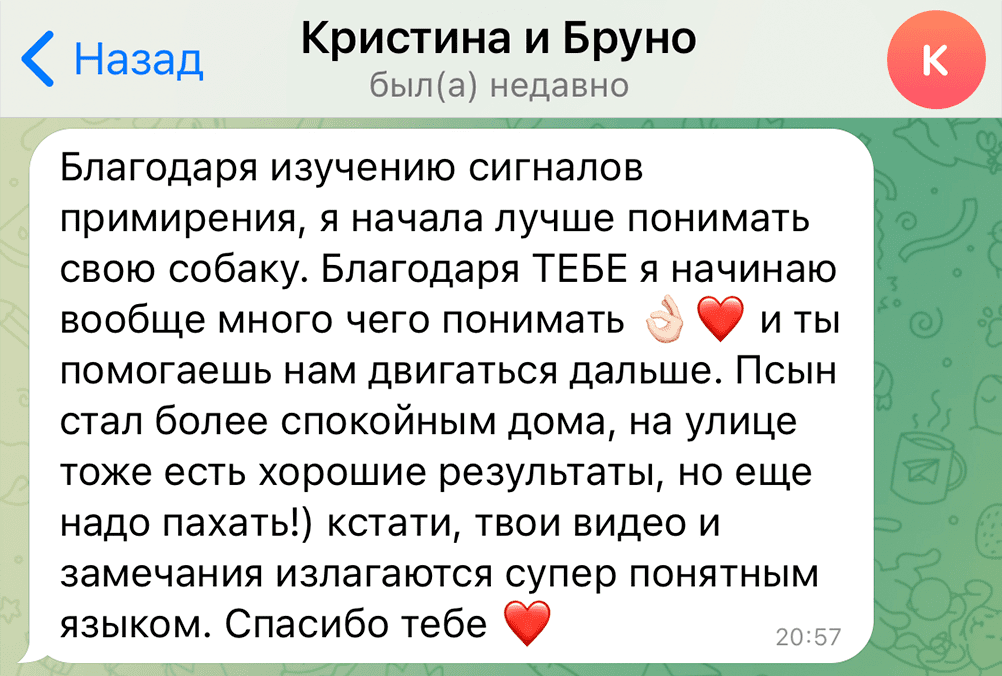 Назад
Кристина и Бруно
был(а) недавно
К
Благодаря изучению сигналов
примирения, я начала лучше понимать
свою собаку. Благодаря ТЕБЕ я начинаю
вообще много чего понимать 👌🏻❤️ и ты
помогаешь нам двигаться дальше. Псын
стал более спокойным дома, на улице
тоже есть хорошие результаты, но еще
надо пахать!) кстати, твои видео и
замечания излагаются супер понятным
языком. Спасибо тебе ❤️
20:57